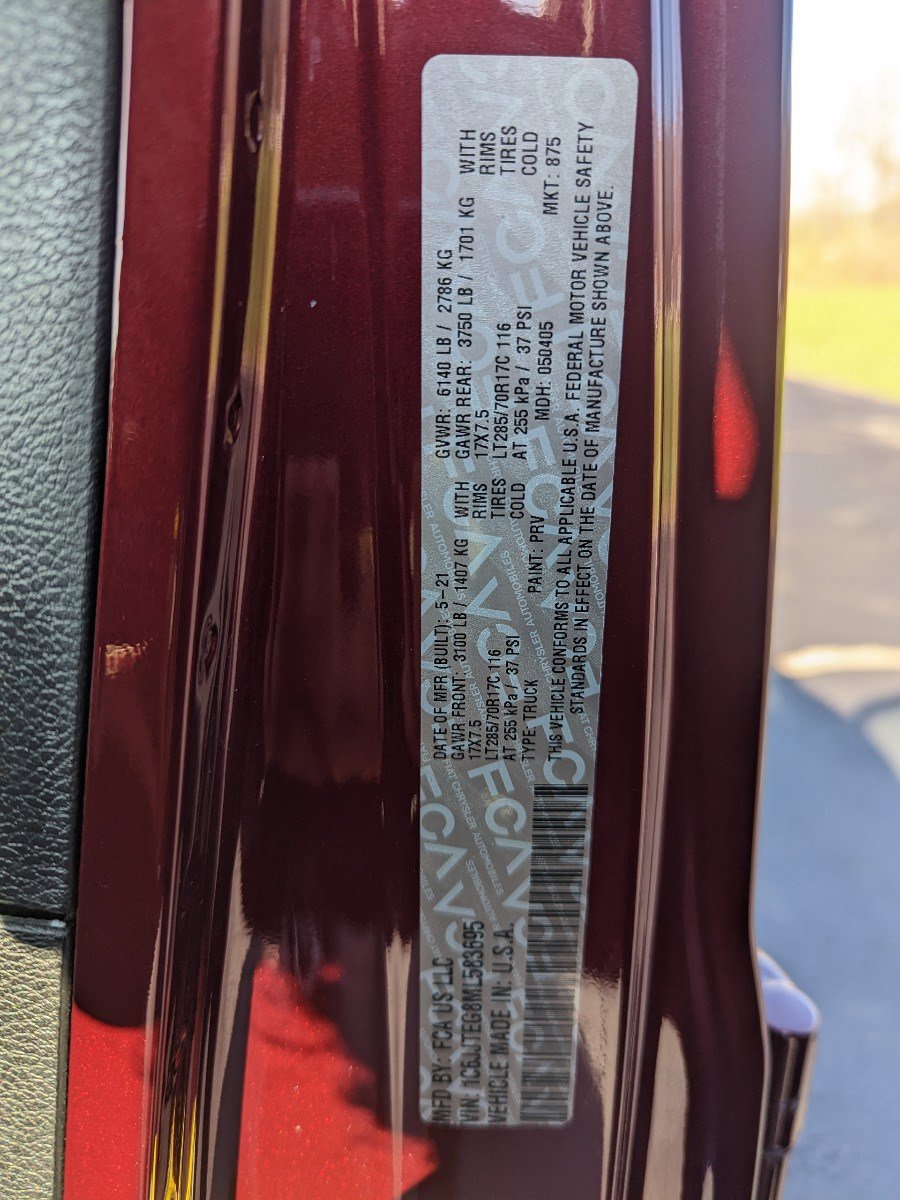 MFD BY: FCA US LLC
DATE OF MFR (BUILT): 5-21
GVWR: 6140 LB / 2786 KG
VIN: 1C6JJTEG8ML583695
GAWR FRONT: 3100 LB / 1407 KG WITH
GAWR REAR: 3750 LB / 1701 KG WITH
VEHICLE MADE IN: U.S.A.
17X7.5 RIMS
17X7.5 RIMS
LT285/70R17C 116 TIRES
LT285/70R17C 116 TIRES
AT 255 kPa / 37 PSI COLD
AT 255 kPa / 37 PSI COLD
TYPE: TRUCK PAINT: PRV MDH: 050405 MKT: 875
THIS VEHICLE CONFORMS TO ALL APPLICABLE U.S.A. FEDERAL MOTOR VEHICLE SAFETY
STANDARDS IN EFFECT ON THE DATE OF MANUFACTURE SHOWN ABOVE.